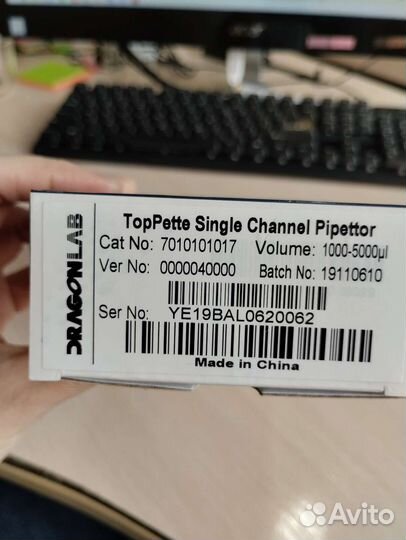 DRAGONLAB
TopPette Single Channel Pipettor
Cat No: 7010101017 Volume: 1000-5000µl
Ver No: 0000040000 Batch No: 19110610
Ser No: YE19BAL0620062
Made in China
Avito